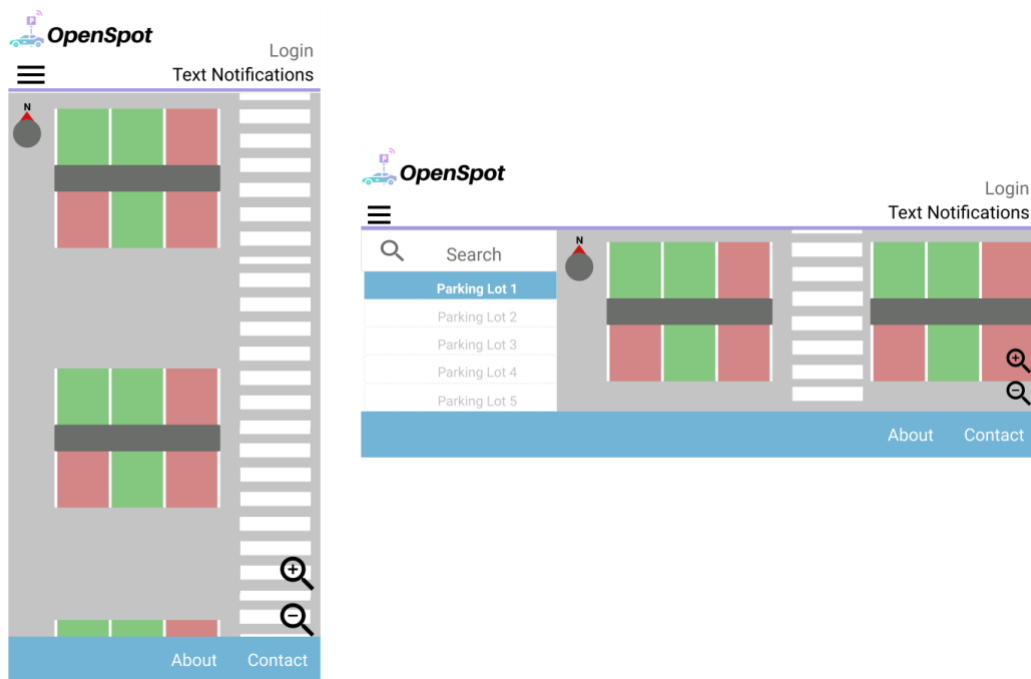 P
OpenSpot
Login
Text Notifications
N
About Contact
P
OpenSpot
Login
Text Notifications
Search
N
Parking Lot 1
Parking Lot 2
Parking Lot 3
Parking Lot 4
Parking Lot 5
About Contact